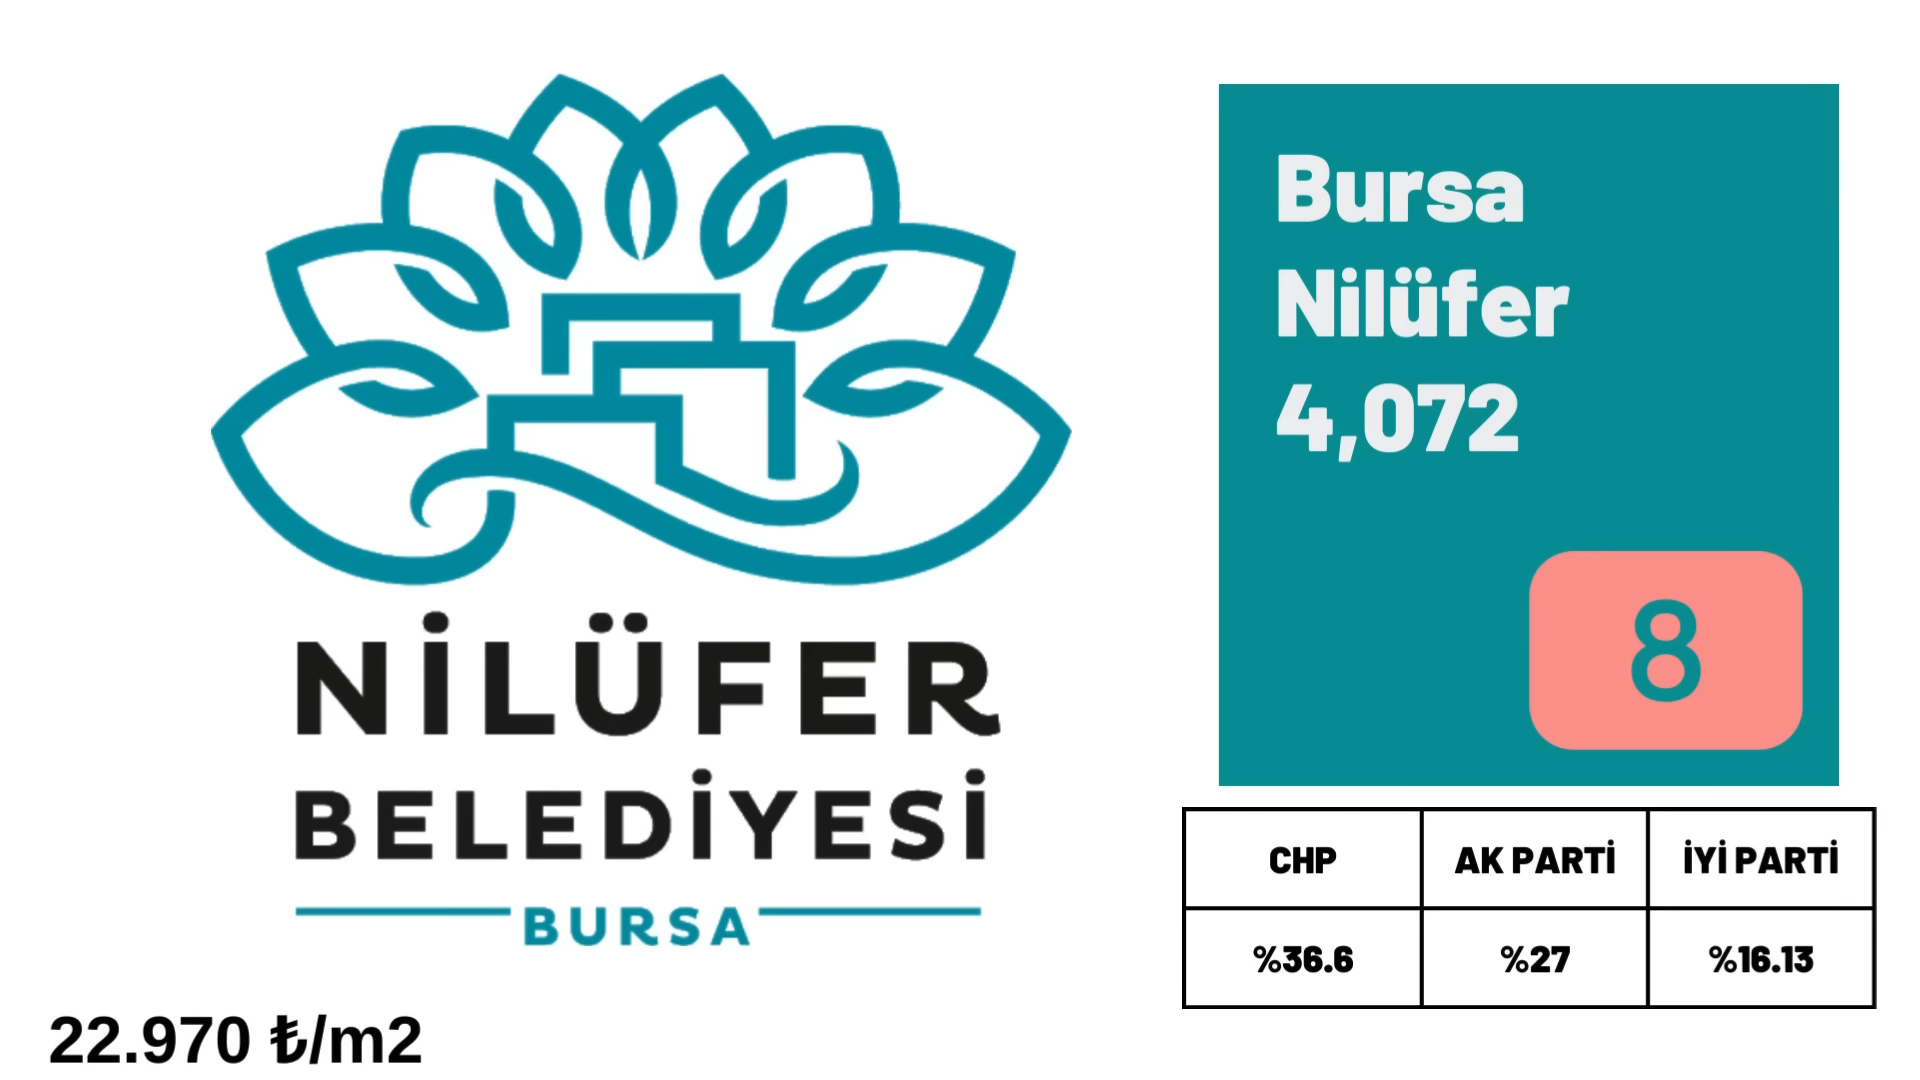 NİLÜFER
BELEDİYESİ
BURSA
22.970 ₺/m2
Bursa
Nilüfer
4,072
8
CHP AK PARTİ İYİ PARTİ
%36.6 %27 %16.13